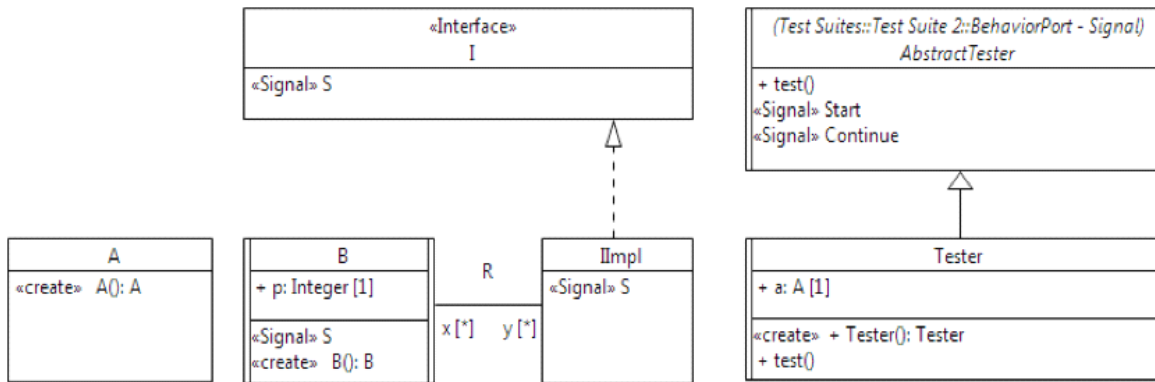 «Interface»
I
«Signal» S
(Test Suites::Test Suite 2::BehaviorPort - Signal)
AbstractTester
+ test()
«Signal» Start
«Signal» Continue
A
«create» A(): A
B
+ p: Integer [1]
«Signal» S
«create» B(): B
R
x [*] y [*]
IImpl
«Signal» S
Tester
+ a: A [1]
«create» + Tester(): Tester
+ test()